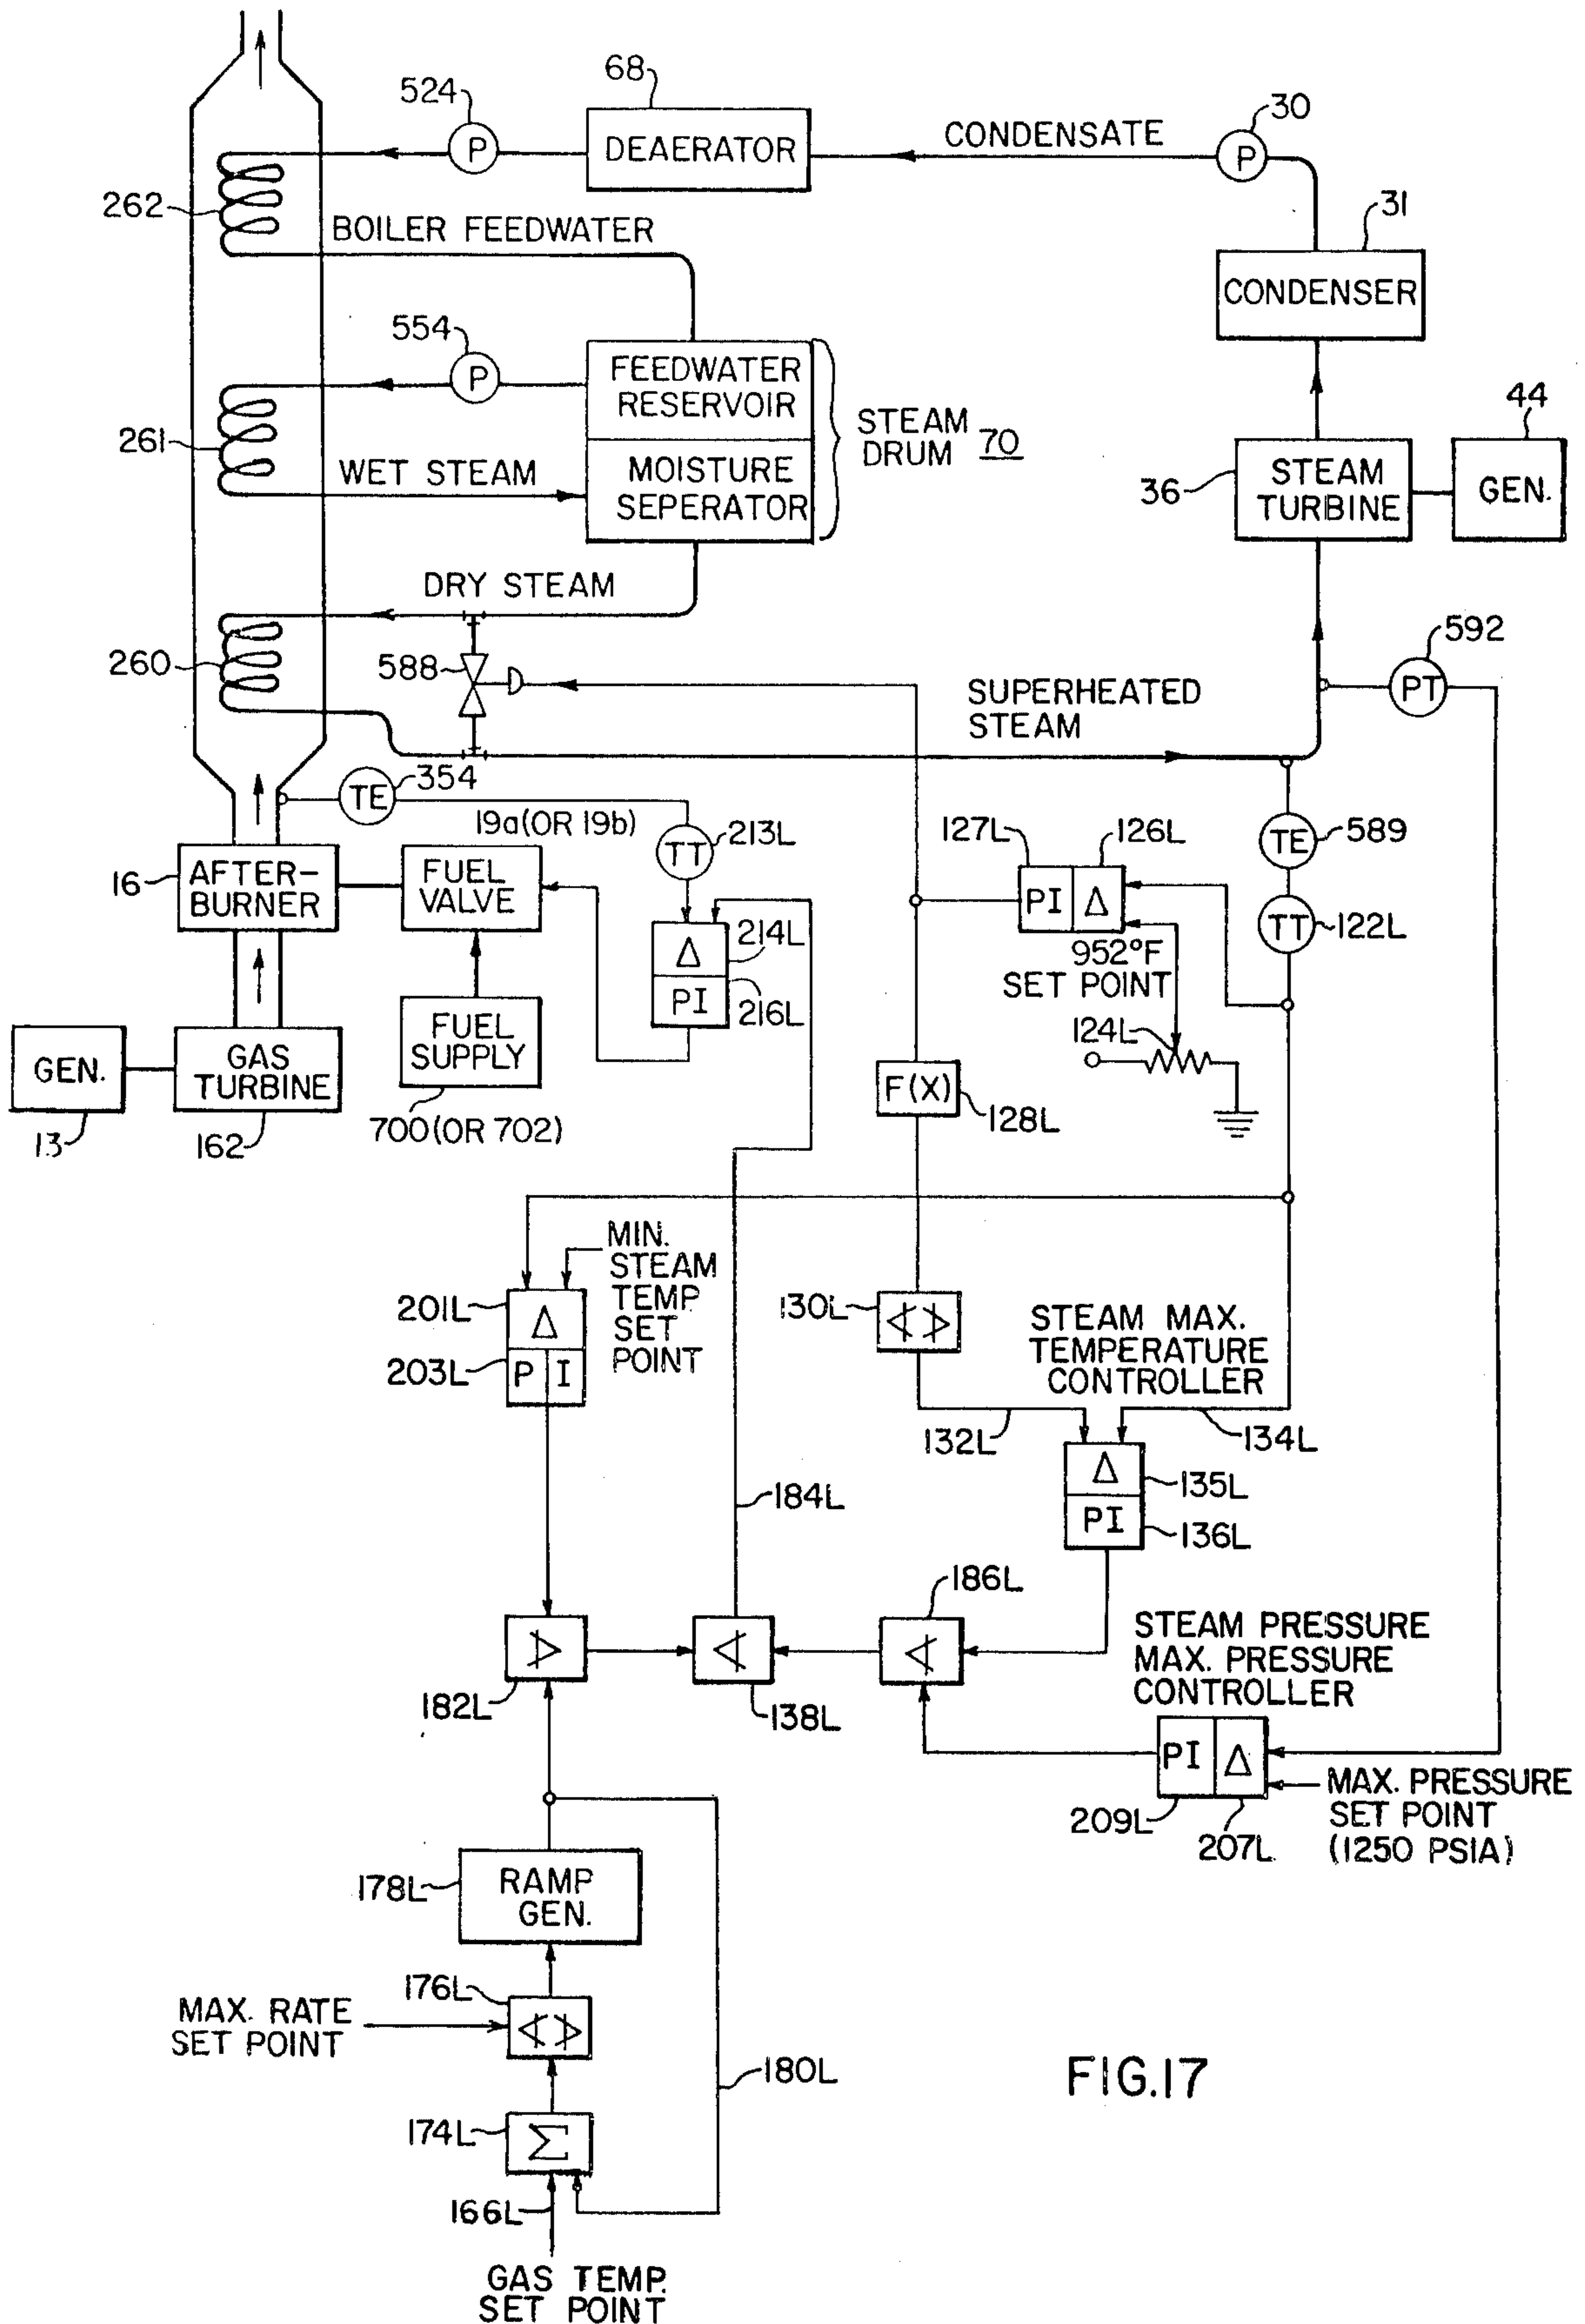 524
68
30
P
DEAERATOR
CONDENSATE
P
262
31
BOILER FEEDWATER
CONDENSER
554
P
FEEDWATER
RESERVOIR
STEAM
DRUM 70
44
261
WET STEAM
MOISTURE
SEPERATOR
36
STEAM
TURBINE
GEN.
DRY STEAM
260
588
592
SUPERHEATED
STEAM
PT
TE
354
19a(OR 19b)
213L
TT
127L
126L
TE
589
16
AFTER-
BURNER
FUEL
VALVE
PI
Δ
TT
122L
Δ
214L
952°F
SET POINT
PI
216L
124L
GEN.
GAS
TURBINE
FUEL
SUPPLY
F(X)
128L
13
162
700(OR 702)
MIN.
STEAM
TEMP.
SET
POINT
201L
Δ
203L
P I
130L
STEAM MAX.
TEMPERATURE
CONTROLLER
132L
134L
Δ
135L
PI
136L
184L
186L
182L
138L
STEAM PRESSURE
MAX. PRESSURE
CONTROLLER
PI
Δ
209L
207L
MAX. PRESSURE
SET POINT
(1250 PSIA)
178L
RAMP
GEN.
176L
MAX. RATE
SET POINT
180L
174L
Σ
166L
GAS TEMP.
SET POINT
FIG.17